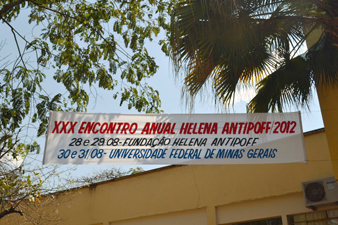 XXX ENCONTRO ANUAL HELENA ANTIPOFF 2012
28 e 29.08 - FUNDAÇÃO HELENA ANTIPOFF
30 e 31.08 - UNIVERSIDADE FEDERAL DE MINAS GERAIS